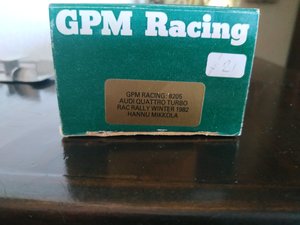 GPM Racing
GPM RACING: 8205
AUDI QUATTRO TURBO
RAC RALLY WINTER 1982
HANNU MIKKOLA